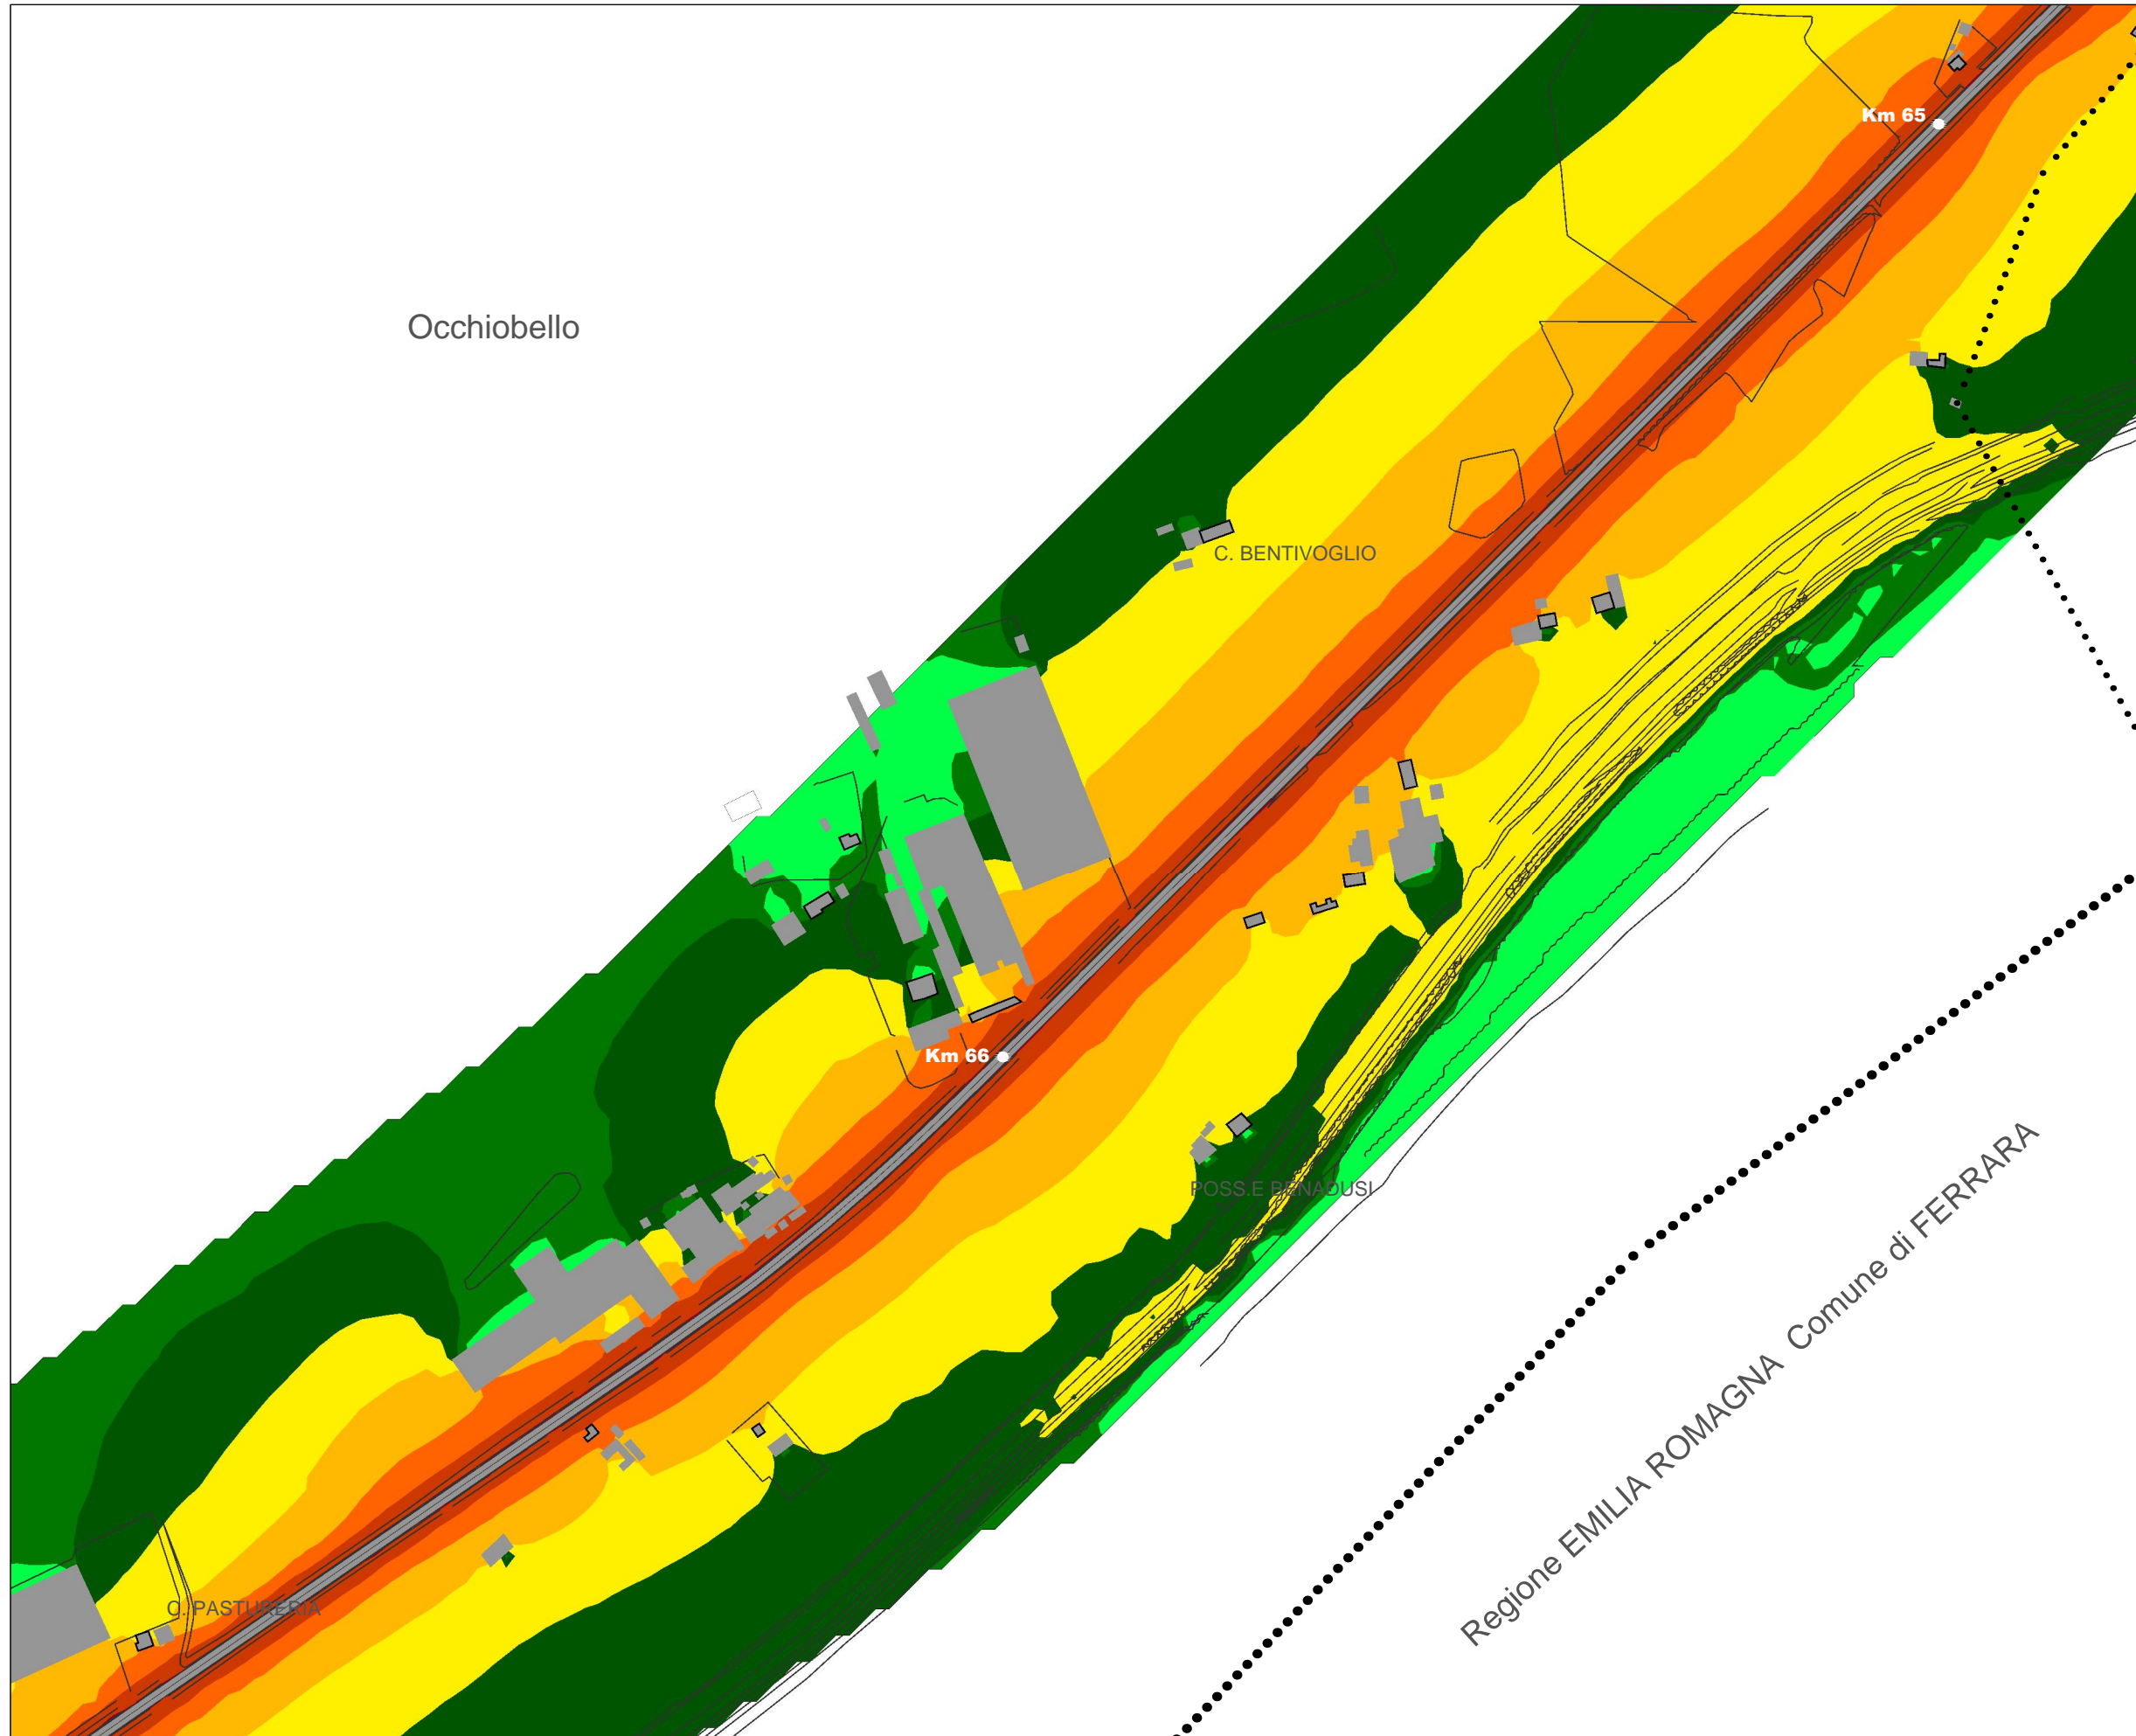 Km 65
Occhiobello
C. BENTIVOGLIO
Km 66
POSS.E BENADUSI
Regione EMILIA ROMAGNA Comune di FERRARA
C. PASTURERIA